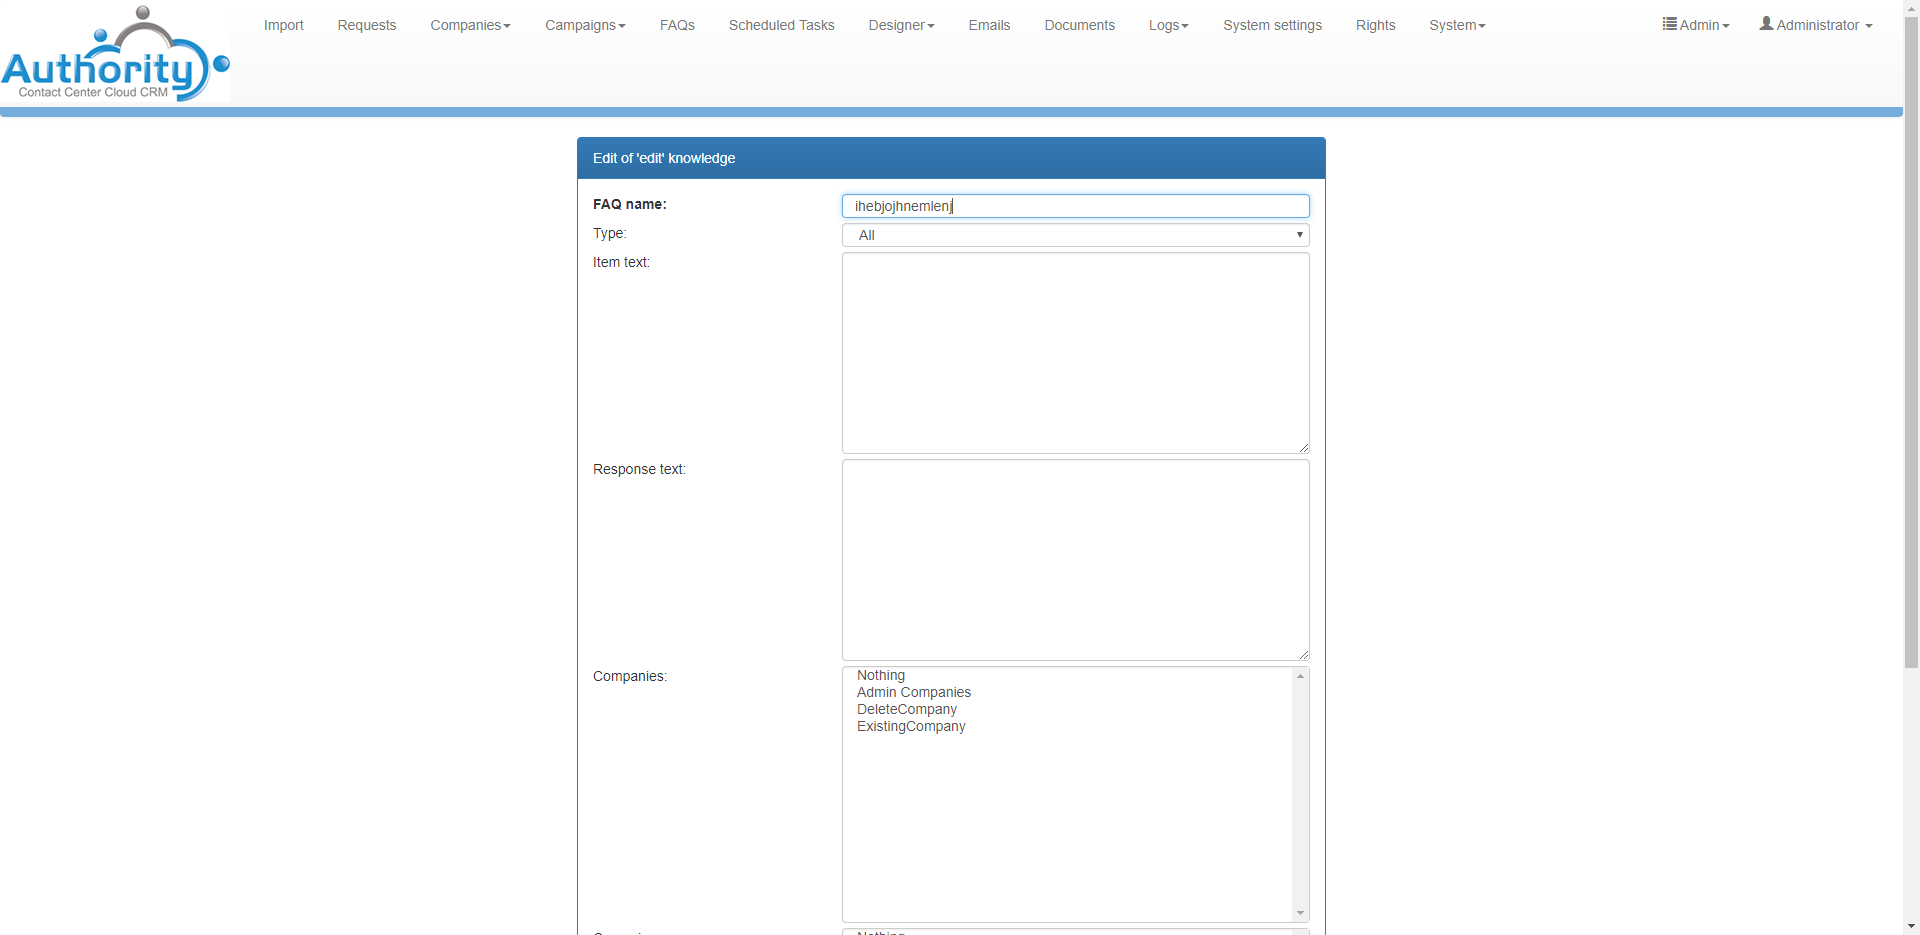 Authority
Contact Center Cloud CRM
Import Requests Companies Campaigns FAQs Scheduled Tasks Designer Emails Documents Logs System settings Rights System Admin Administrator
Edit of 'edit' knowledge
FAQ name: ihebjojhnemlenj
Type: All
Item text:
Response text:
Companies:
Nothing
Admin Companies
DeleteCompany
ExistingCompany
Nothing